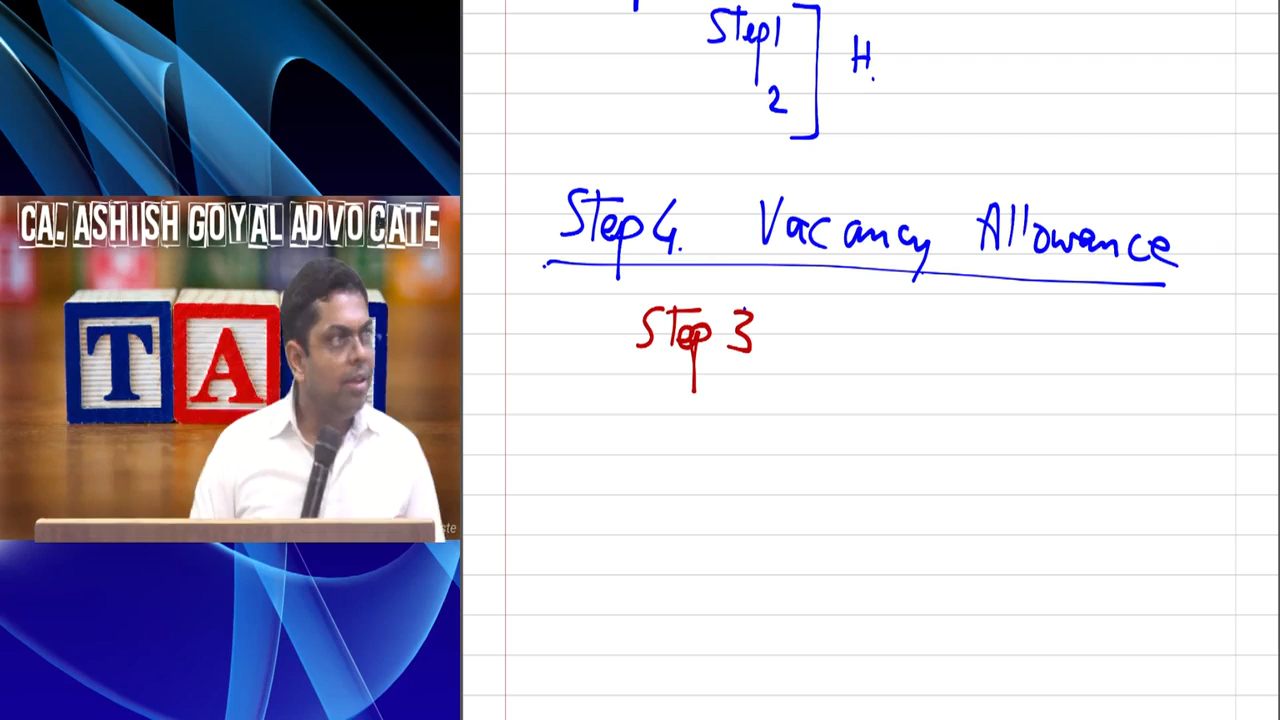 Step1
2
H.
CA. ASHISH GOYAL ADVOCATE
Step 4. Vacancy Allowance
Step 3
T A